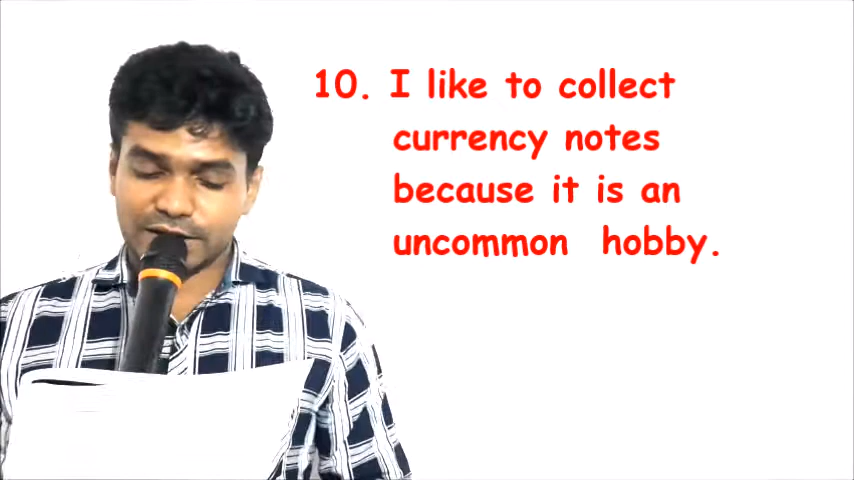 10. I like to collect
currency notes
because it is an
uncommon hobby.